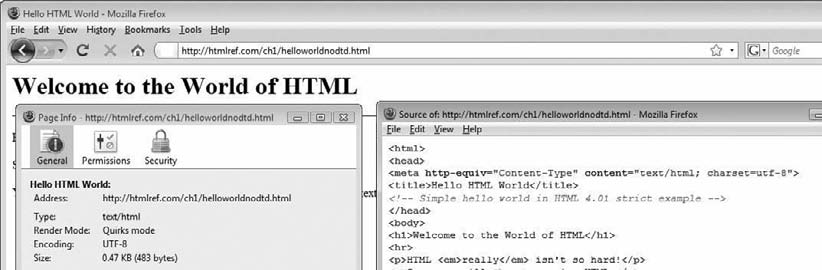 Hello HTML World - Mozilla Firefox
File Edit View History Bookmarks Tools Help
http://htmlref.com/ch1/helloworldnodtd.html
G Google
Welcome to the World of HTML
Page Info - http://htmlref.com/ch1/helloworldnodtd.html
General Permissions Security
Hello HTML World:
Address: http://htmlref.com/ch1/helloworldnodtd.html
Type: text/html
Render Mode: Quirks mode
Encoding: UTF-8
Size: 0.47 KB (483 bytes)
text
Source of: http://htmlref.com/ch1/helloworldnodtd.html - Mozilla Firefox
File Edit View Help
<html>
<head>
<meta http-equiv="Content-Type" content="text/html; charset=utf-8">
<title>Hello HTML World</title>
<!-- Simple hello world in HTML 4.01 strict example -->
</head>
<body>
<h1>Welcome to the World of HTML</h1>
<hr>
<p>HTML <em>really</em> isn't so hard!</p>